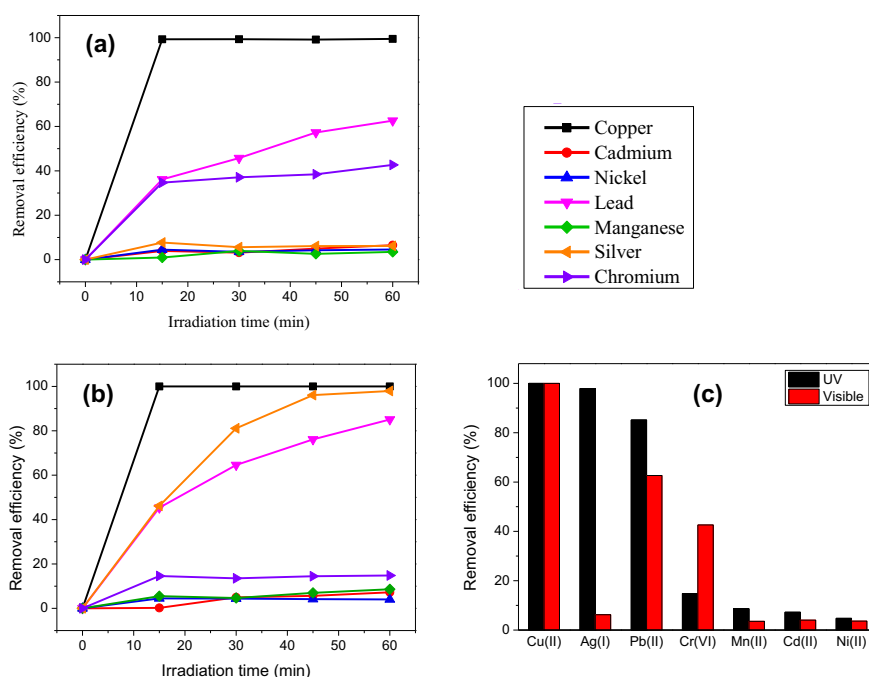 (a)
Removal efficiency (%)
100
80
60
40
20
0
0 10 20 30 40 50 60
Irradiation time (min)
Copper
Cadmium
Nickel
Lead
Manganese
Silver
Chromium
(b)
Removal efficiency (%)
100
80
60
40
20
0
0 10 20 30 40 50 60
Irradiation time (min)
(c)
UV
Visible
Removal efficiency (%)
100
80
60
40
20
0
Cu(II) Ag(I) Pb(II) Cr(VI) Mn(II) Cd(II) Ni(II)